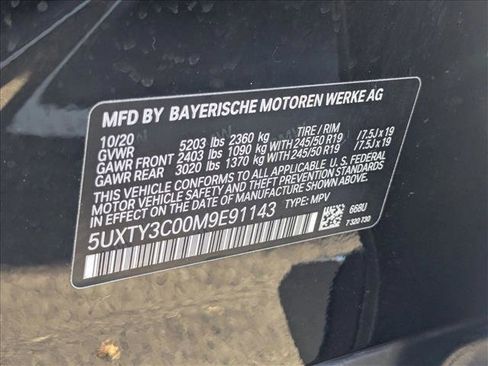 MFD BY BAYERISCHE MOTOREN WERKE AG
10/20 TIRE / RIM
GVWR 5203 lbs 2360 kg
GAWR FRONT 2403 lbs 1090 kg WITH 245/50 R19 /7.5J x 19
GAWR REAR 3020 lbs 1370 kg WITH 245/50 R19 /7.5J x 19
THIS VEHICLE CONFORMS TO ALL APPLICABLE U.S. FEDERAL
MOTOR VEHICLE SAFETY AND THEFT PREVENTION STANDARDS
IN EFFECT ON THE DATE OF MANUFACTURE SHOWN ABOVE.
5UXTY3C00M9E91143 TYPE: MPV
668U